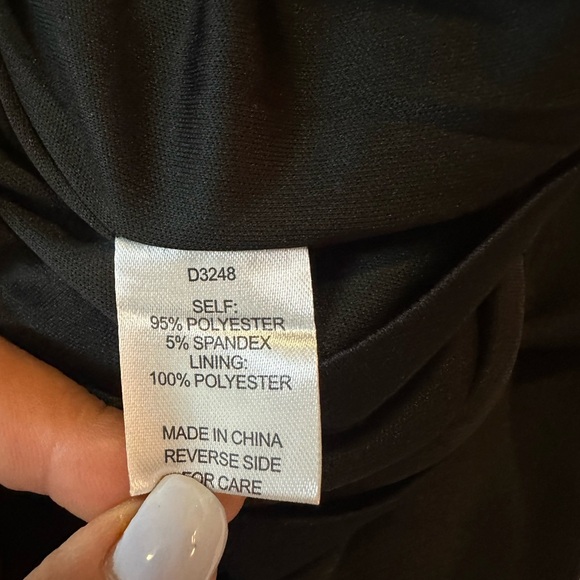 D3248
SELF:
95% POLYESTER
5% SPANDEX
LINING:
100% POLYESTER
MADE IN CHINA
REVERSE SIDE
FOR CARE